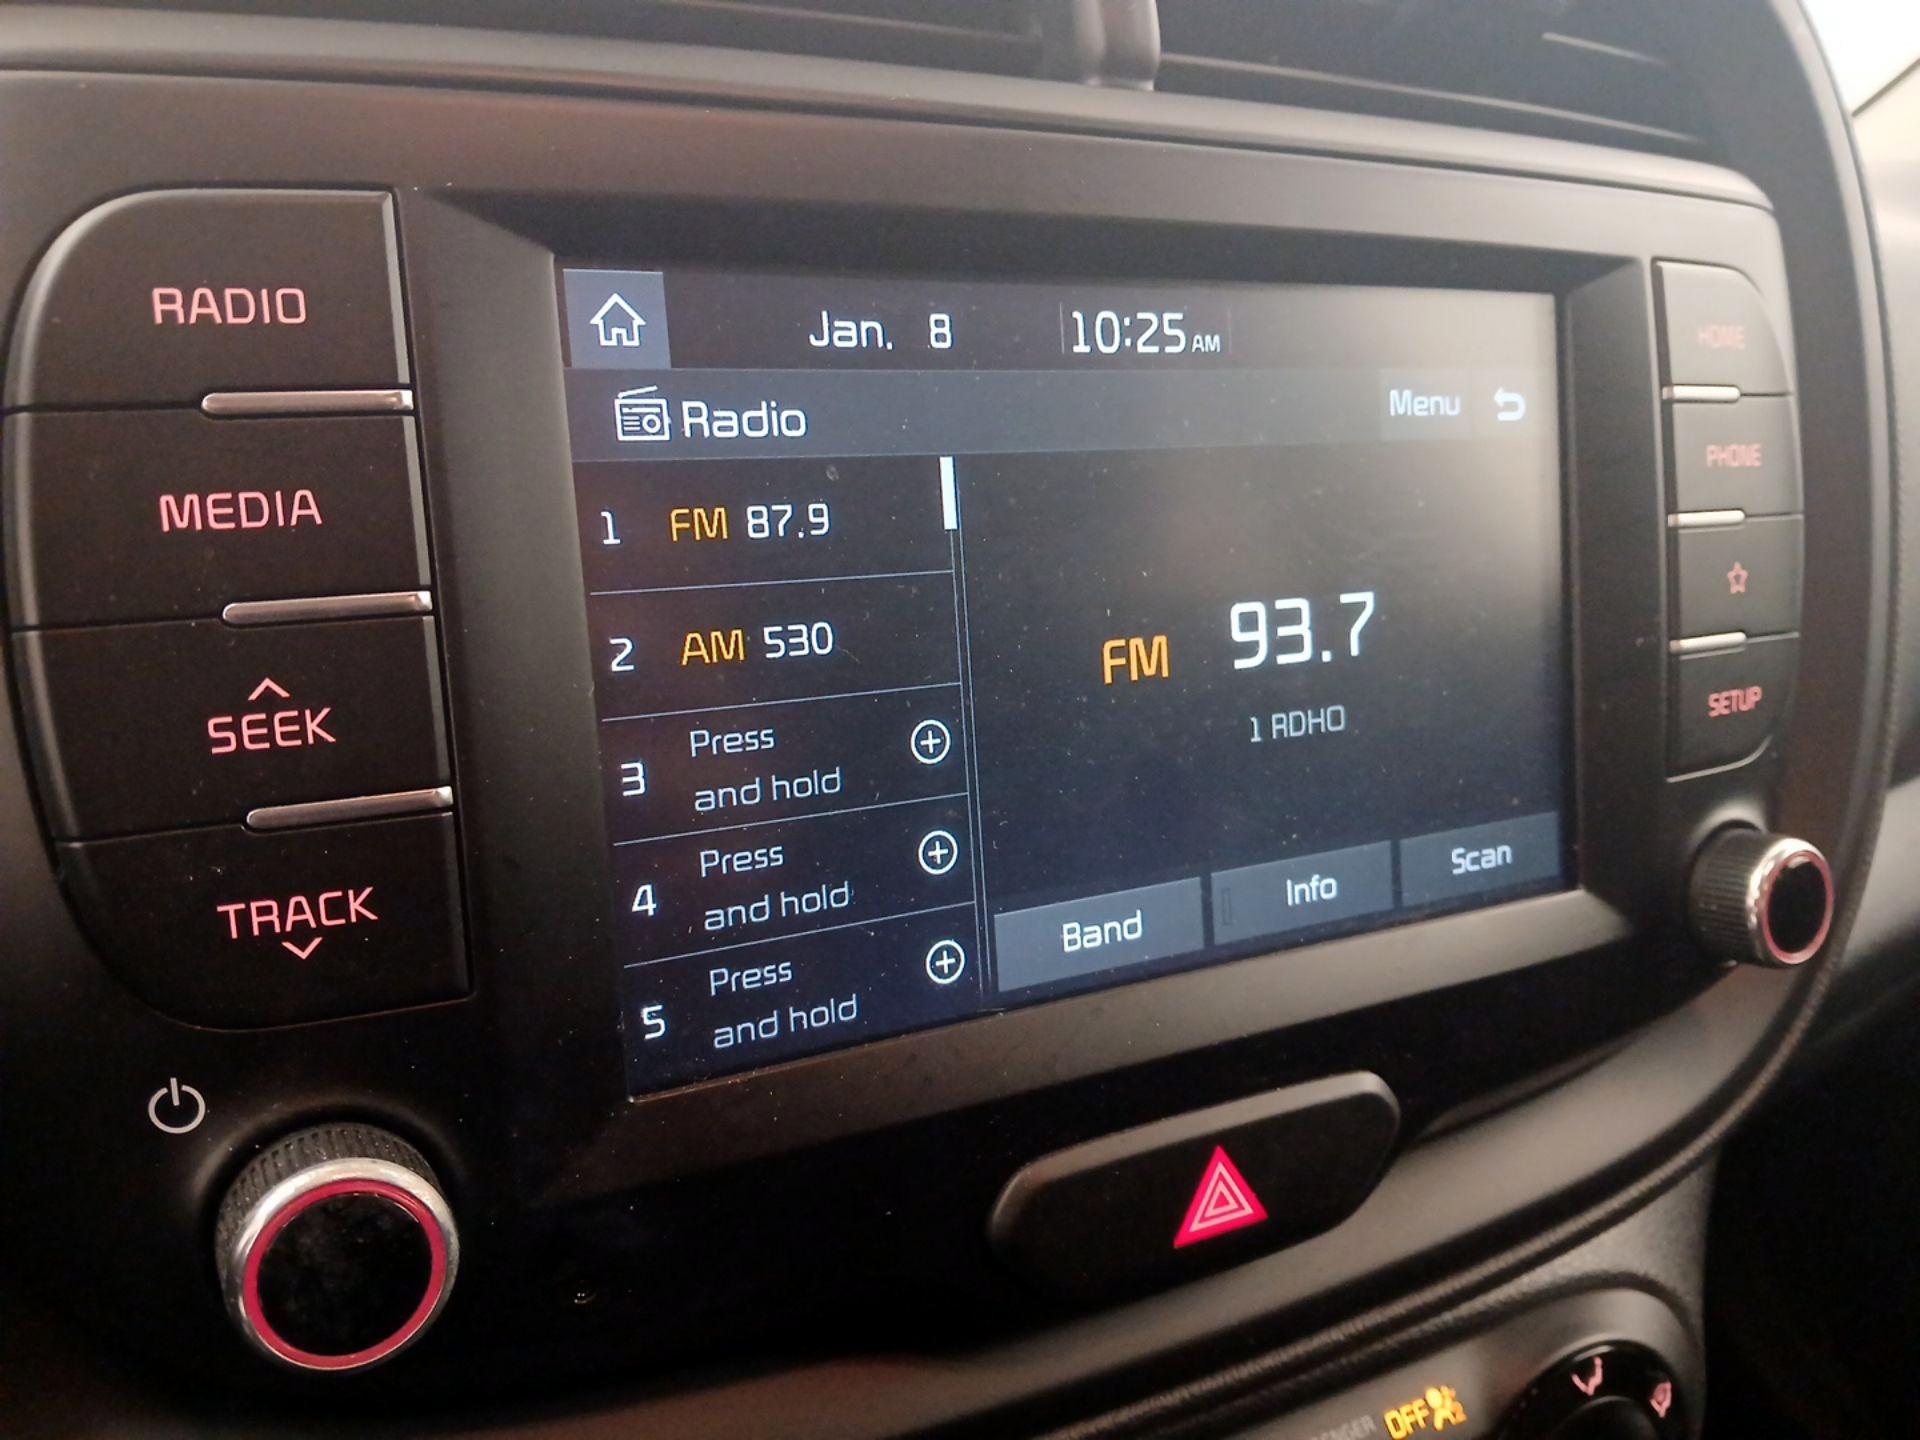 RADIO
MEDIA
SEEK
TRACK
Jan. 8 10:25 AM
Radio
Menu
1 FM 87.9
2 AM 530
3 Press
and hold
4 Press
and hold
5 Press
and hold
FM 93.7
1 RDHO
Band
Info
Scan
HOME
PHONE
SETUP
OFF